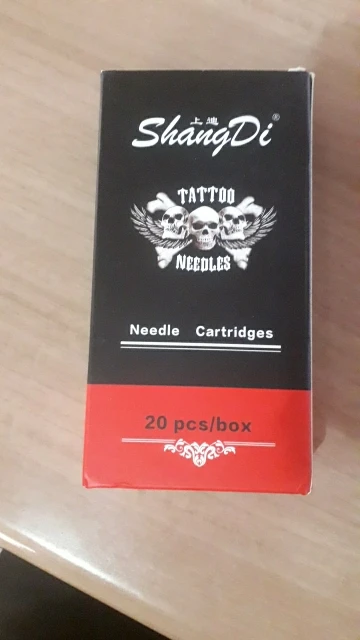 上迪
ShangDi®
TATTOO
NEEDLES
Needle Cartridges
20 pcs/box